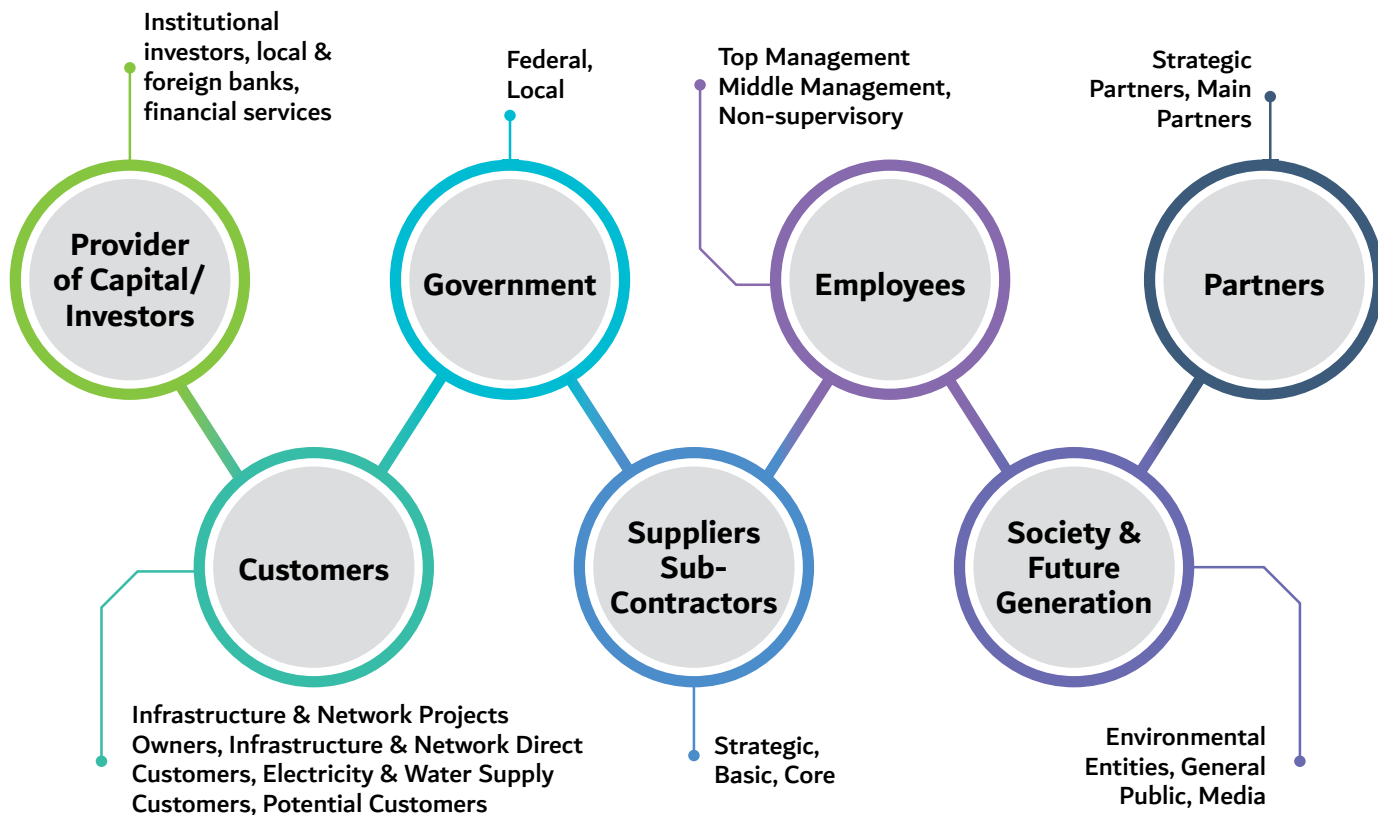 Institutional
investors, local &
foreign banks,
financial services
Provider
of Capital/
Investors
Federal,
Local
Government
Top Management
Middle Management,
Non-supervisory
Employees
Strategic
Partners, Main
Partners
Partners
Customers
Infrastructure & Network Projects
Owners, Infrastructure & Network Direct
Customers, Electricity & Water Supply
Customers, Potential Customers
Suppliers
Sub-
Contractors
Strategic,
Basic, Core
Society &
Future
Generation
Environmental
Entities, General
Public, Media